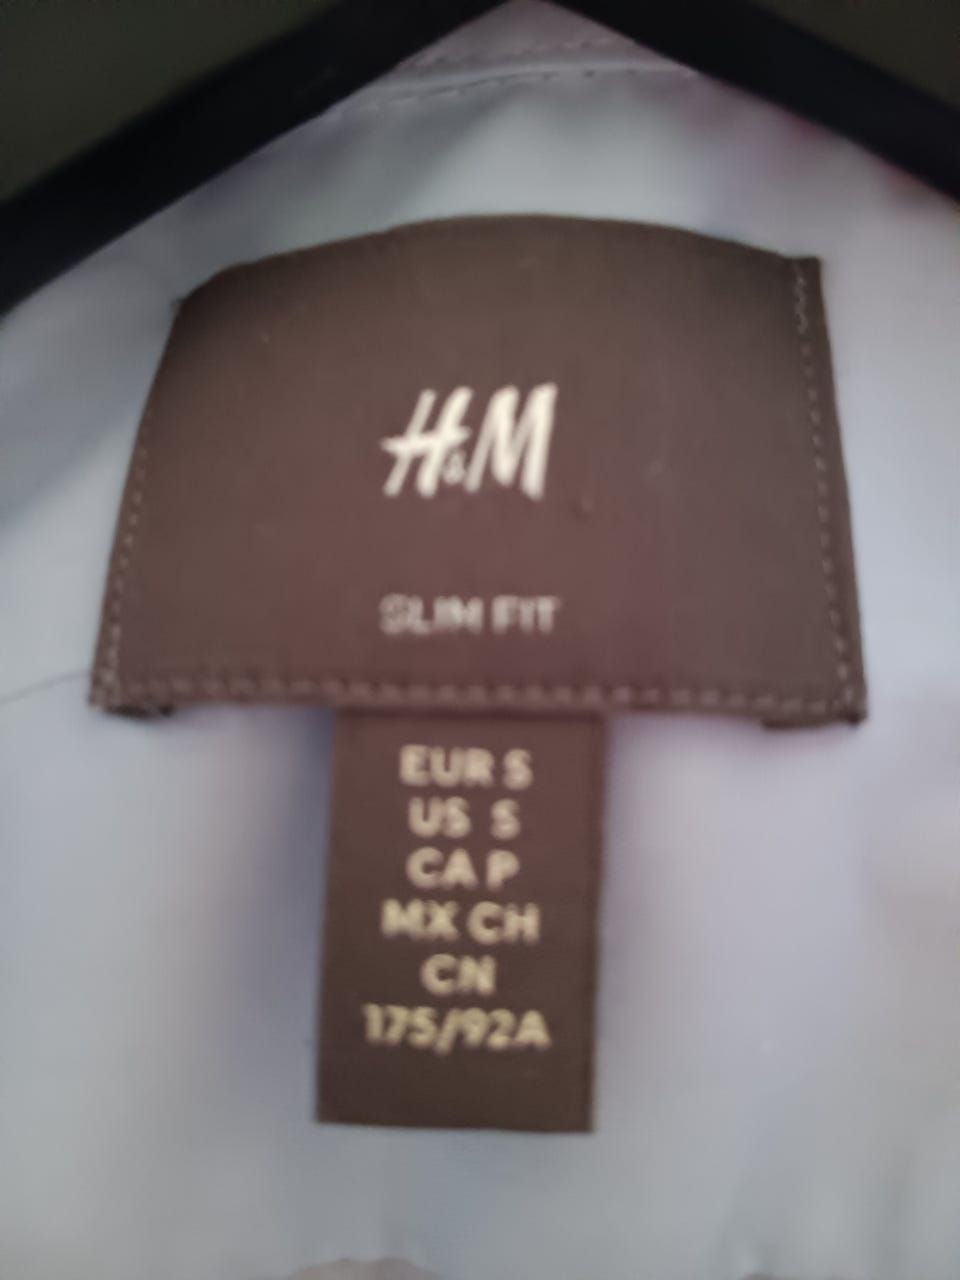 H&M
SLIM FIT
EUR S
US S
CA P
MX CH
CN
175/92A